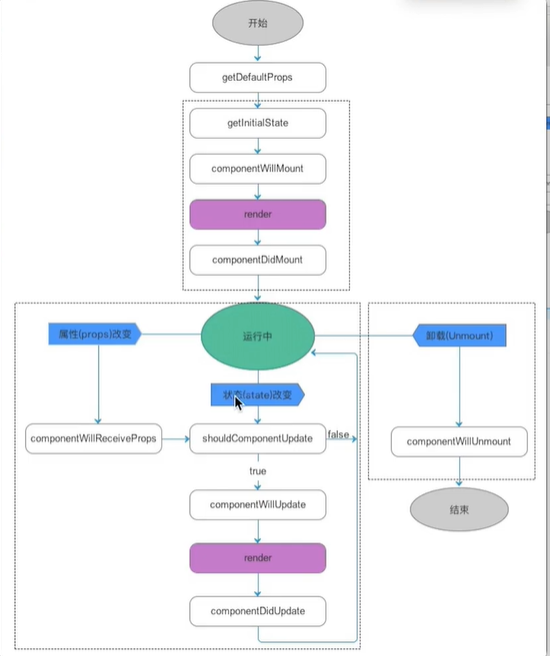 开始
getDefaultProps
getInitialState
componentWillMount
render
componentDidMount
属性(props)改变
运行中
卸载(Unmount)
状态(state)改变
componentWillReceiveProps
shouldComponentUpdate
false
componentWillUnmount
true
componentWillUpdate
结束
render
componentDidUpdate